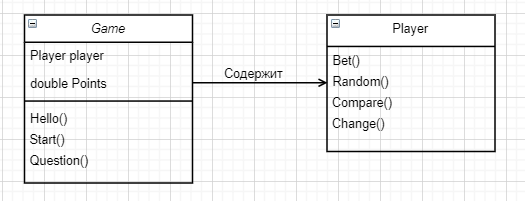 Game
Player player
double Points
Hello()
Start()
Question()
Содержит
Player
Bet()
Random()
Compare()
Change()